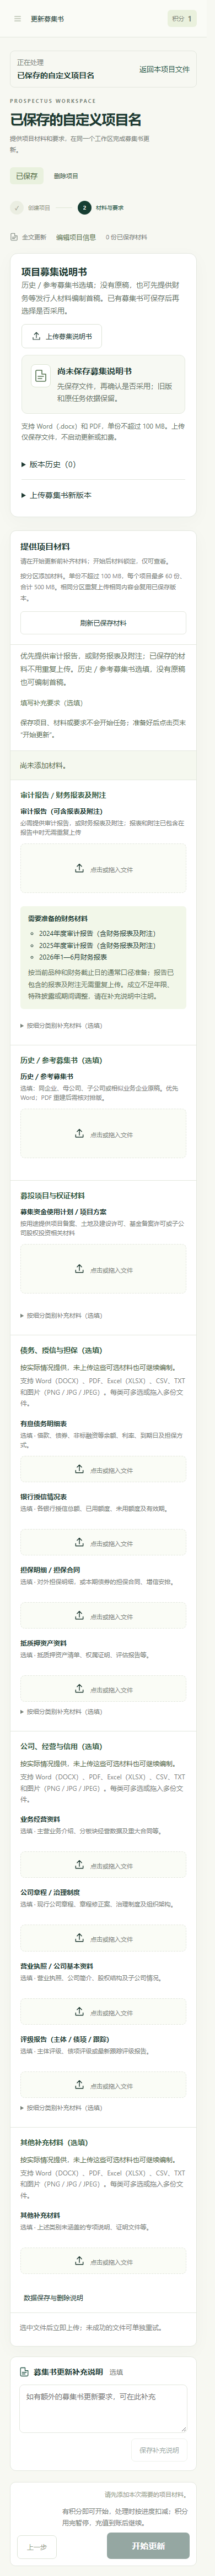 更新募集书
积分 1
正在处理
已保存的自定义项目名
返回本项目文件
PROSPECTUS WORKSPACE
已保存的自定义项目名
提供项目材料和要求，在同一个工作区完成募集书更新。
已保存
删除项目
创建项目
2 材料与要求
全文更新
编辑项目信息
0 份已保存材料
项目募集说明书
历史 / 参考募集书选填；没有原稿，也可先提供财务等发行人材料编制首稿。已有募集书可保存后再选择是否采用。
上传募集说明书
尚未保存募集说明书
先保存文件，再确认是否采用；旧版和原任务依据保留。
支持 Word（.docx）和 PDF，单份不超过 100 MB。上传仅保存文件，不启动更新或扣费。
版本历史（0）
上传募集书新版本
提供项目材料
请在开始更新前补齐材料；开始后材料锁定，仅可查看。
按分区添加材料。单份不超过 100 MB，每个项目最多 60 份、合计 500 MB。相同分区重复上传相同内容会复用已保存版本。
刷新已保存材料
优先提供审计报告，或财务报表及附注；已保存的材料不用重复上传。历史 / 参考募集书选填，没有原稿也可编制首稿。
填写补充要求（选填）
保存项目、材料或要求不会开始任务；准备好后点击页末“开始更新”。
尚未添加材料。
审计报告 / 财务报表及附注
审计报告（可含报表及附注）
必需提供审计报告，或财务报表及附注；报表和附注已包含在报告中时无需重复上传
点击或拖入文件
需要准备的财务材料
2024年度审计报告（含财务报表及附注）
2025年度审计报告（含财务报表及附注）
2026年1—6月财务报表
按当前品种和财务截止日的通常口径准备；报告已包含的报表及附注无需重复上传。成立不足年限、特殊披露或期间调整，请在补充说明中注明。
按细分类别补充材料（选填）
历史 / 参考募集书（选填）
历史 / 参考募集书
选填：同企业、母公司、子公司或相似业务企业原稿。优先 Word；PDF 重建后需核对排版。
点击或拖入文件
募投项目与权证材料
募集资金使用计划 / 项目方案
按用途提供项目备案、土地及建设许可、基金备案许可或子公司股权投资相关材料
点击或拖入文件
按细分类别补充材料（选填）
债务、授信与担保（选填）
按实际情况提供，未上传这些可选材料也可继续编制。
支持 Word（DOCX）、PDF、Excel（XLSX）、CSV、TXT 和图片（PNG / JPG / JPEG）。每类可多选或拖入多份文件。
有息债务明细表
选填 · 借款、债券、非标融资等余额、利率、到期日及担保方式。
点击或拖入文件
银行授信情况表
选填 · 各银行授信总额、已用额度、未用额度及有效期。
点击或拖入文件
担保明细 / 担保合同
选填 · 对外担保明细，或本期债券的担保合同、增信安排。
点击或拖入文件
抵质押资产资料
选填 · 抵质押资产清单、权属证明、评估报告等。
点击或拖入文件
按细分类别补充材料（选填）
公司、经营与信用（选填）
按实际情况提供，未上传这些可选材料也可继续编制。
支持 Word（DOCX）、PDF、Excel（XLSX）、CSV、TXT 和图片（PNG / JPG / JPEG）。每类可多选或拖入多份文件。
业务经营资料
选填 · 主营业务介绍、分板块经营数据及重大合同等。
点击或拖入文件
公司章程 / 治理制度
选填 · 现行公司章程、章程修正案、治理制度及组织架构。
点击或拖入文件
营业执照 / 公司基本资料
选填 · 营业执照、公司简介、股权结构及子公司情况。
点击或拖入文件
评级报告（主体 / 债项 / 跟踪）
选填 · 主体评级、债项评级或最新跟踪评级报告。
点击或拖入文件
按细分类别补充材料（选填）
其他补充材料（选填）
按实际情况提供，未上传这些可选材料也可继续编制。
支持 Word（DOCX）、PDF、Excel（XLSX）、CSV、TXT 和图片（PNG / JPG / JPEG）。每类可多选或拖入多份文件。
其他补充材料
选填 · 上述类别未涵盖的专项说明、证明文件等。
点击或拖入文件
数据保存与删除说明
选中文件后立即上传；未成功的文件可单独重试。
募集书更新补充说明 选填
如有额外的募集书更新要求，可在此补充
保存补充说明
请先添加本次需要的项目材料。
有积分即可开始，处理时按进度扣减；积分用完暂停，充值到账后继续。
上一步
开始更新